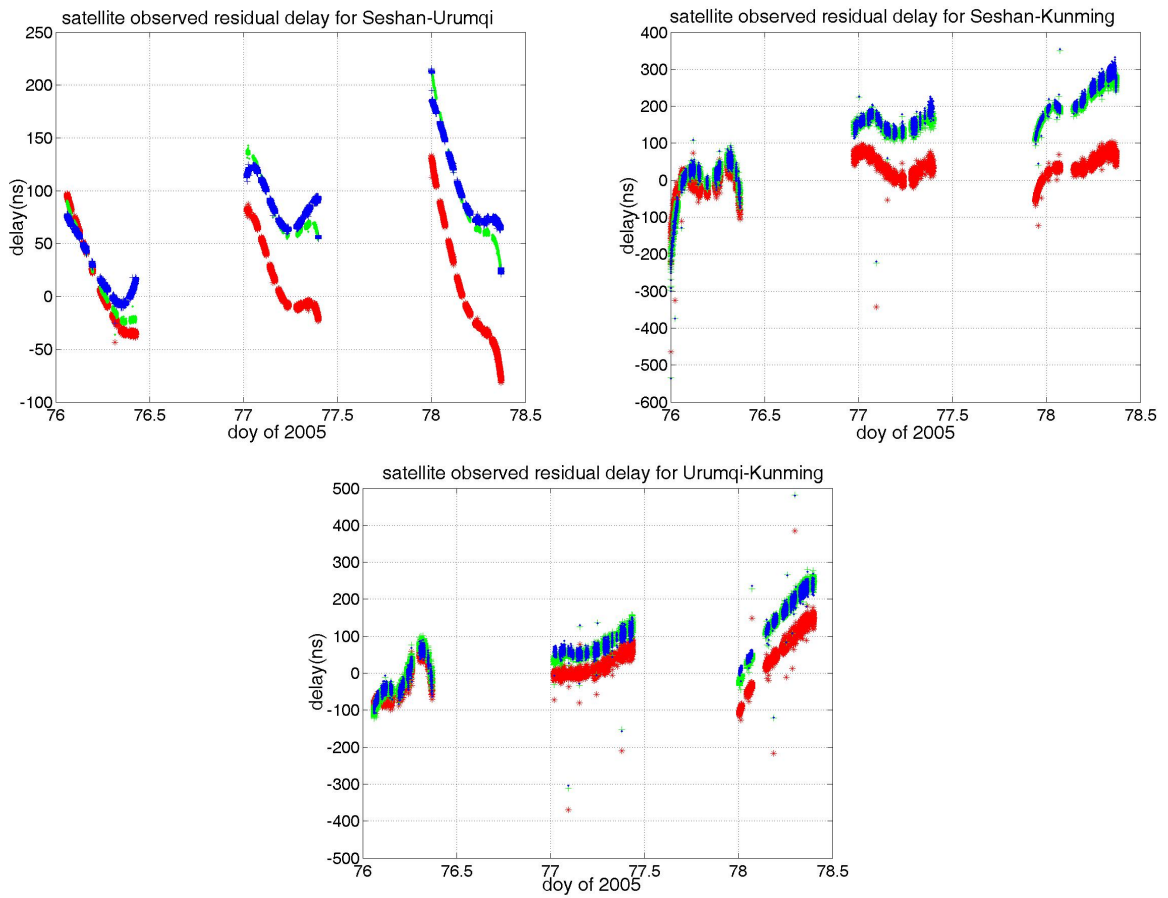 satellite observed residual delay for Seshan-Urumqi
250
200
150
100
50
0
-50
-100
delay(ns)
76 76.5 77 77.5 78 78.5
doy of 2005
satellite observed residual delay for Seshan-Kunming
400
300
200
100
0
-100
-200
-300
-400
-500
-600
delay(ns)
76 76.5 77 77.5 78 78.5
doy of 2005
satellite observed residual delay for Urumqi-Kunming
500
400
300
200
100
0
-100
-200
-300
-400
-500
delay(ns)
76 76.5 77 77.5 78 78.5
doy of 2005